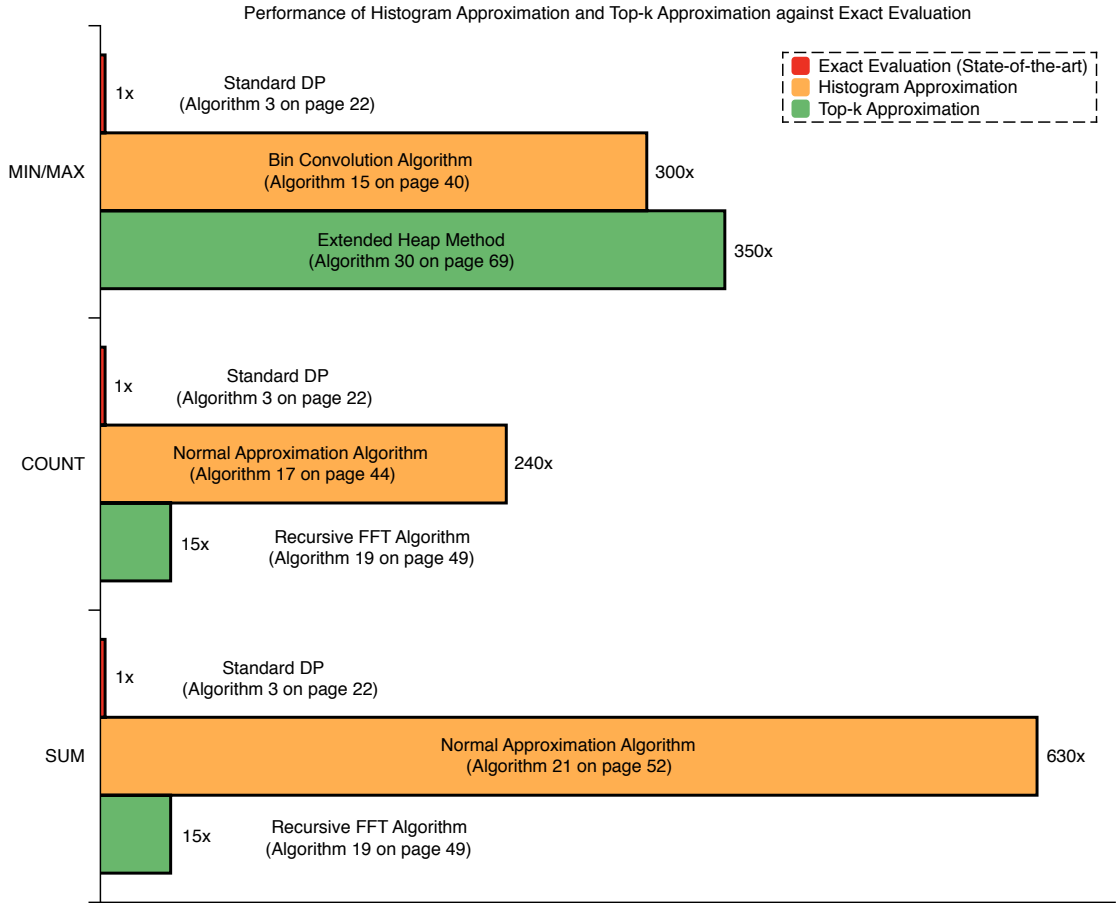 Performance of Histogram Approximation and Top-k Approximation against Exact Evaluation
Exact Evaluation (State-of-the-art)
Histogram Approximation
Top-k Approximation
MIN/MAX
1x
Standard DP
(Algorithm 3 on page 22)
Bin Convolution Algorithm
(Algorithm 15 on page 40)
300x
Extended Heap Method
(Algorithm 30 on page 69)
350x
COUNT
1x
Standard DP
(Algorithm 3 on page 22)
Normal Approximation Algorithm
(Algorithm 17 on page 44)
240x
15x
Recursive FFT Algorithm
(Algorithm 19 on page 49)
SUM
1x
Standard DP
(Algorithm 3 on page 22)
Normal Approximation Algorithm
(Algorithm 21 on page 52)
630x
15x
Recursive FFT Algorithm
(Algorithm 19 on page 49)